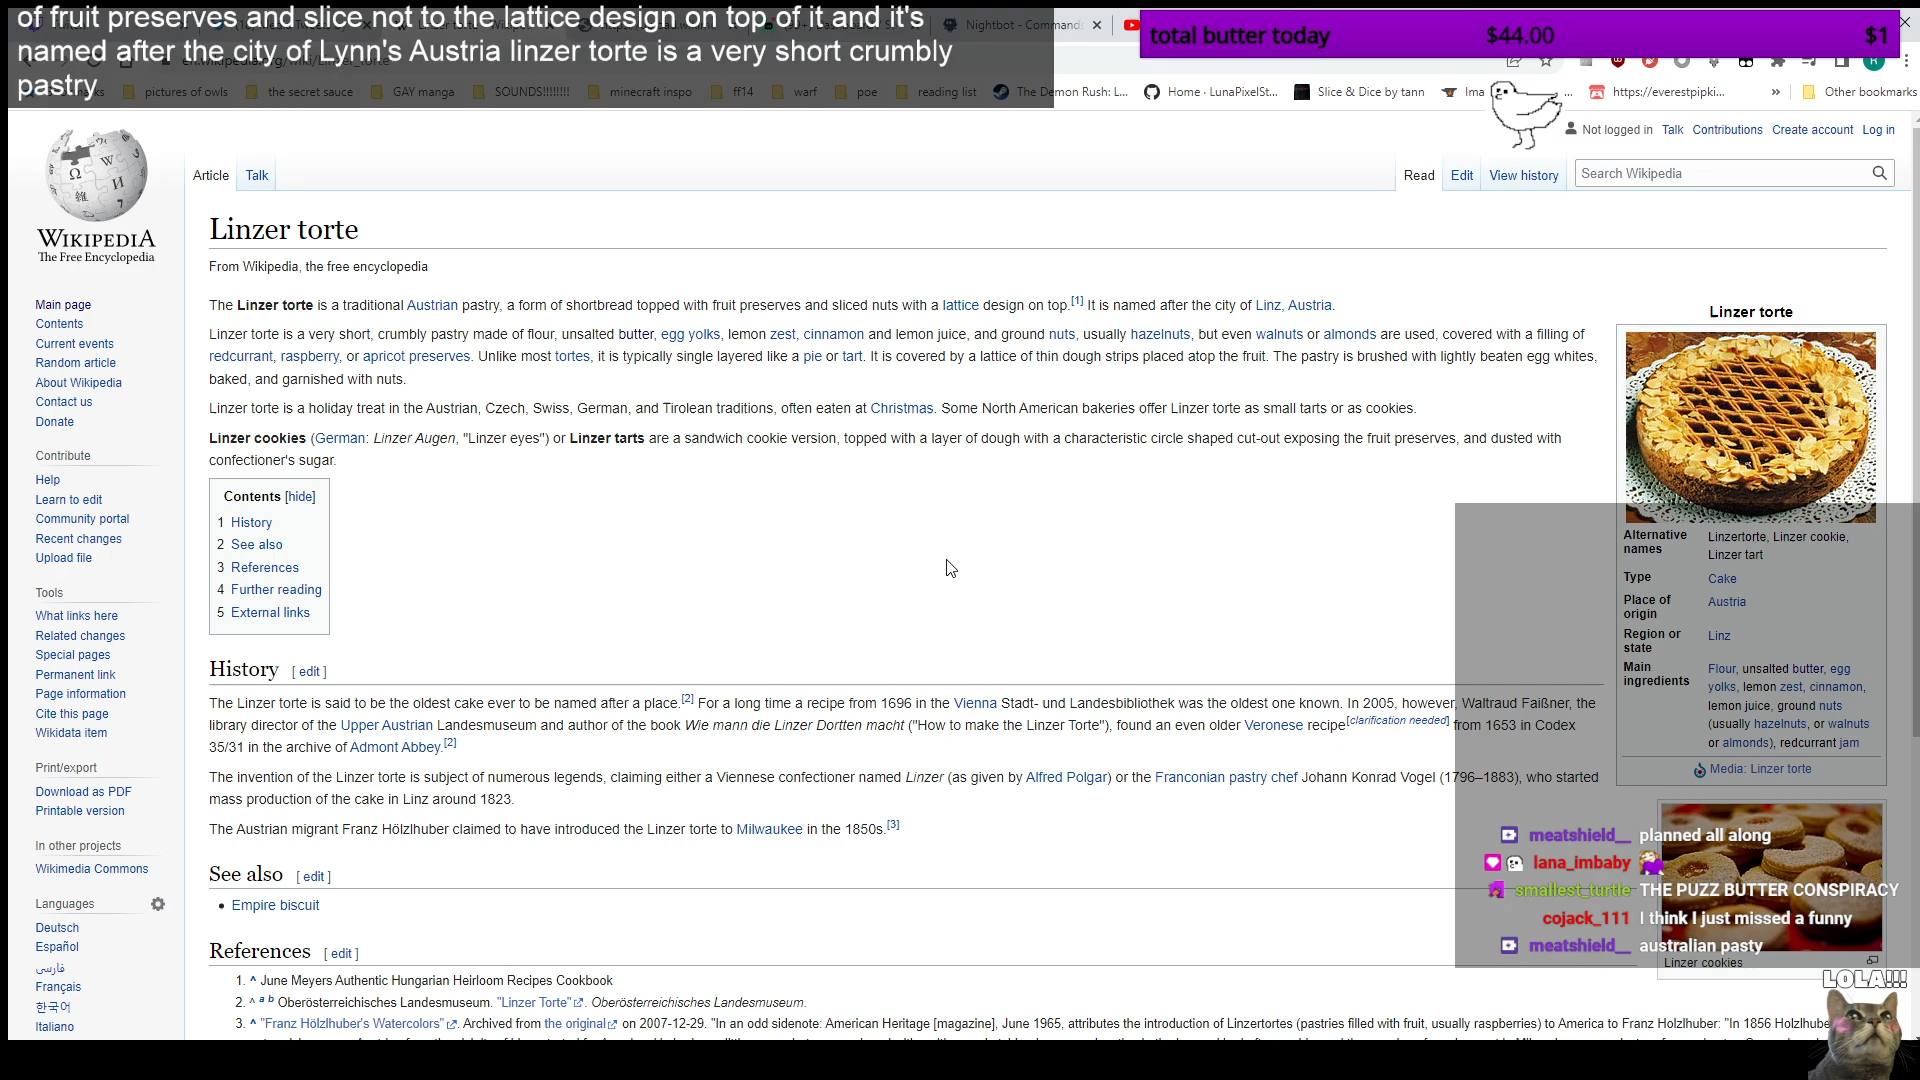 of fruit preserves and slice not to the lattice design on top of it and it's
named after the city of Lynn's Austria linzer torte is a very short crumbly
pastry
Nightbot - Command
total butter today $44.00 $1
pictures of owls
the secret sauce
GAY manga
SOUNDS!!!!!!!!
minecraft inspo
ff14
warf
poe
reading list
The Demon Rush: L...
Home · LunaPixelSt...
Slice & Dice by tann
Ima
https://everestpipki...
»
Other bookmarks
Not logged in Talk Contributions Create account Log in
Article Talk
Read Edit View history
Search Wikipedia
WIKIPEDIA
The Free Encyclopedia
Main page
Contents
Current events
Random article
About Wikipedia
Contact us
Donate
Contribute
Help
Learn to edit
Community portal
Recent changes
Upload file
Tools
What links here
Related changes
Special pages
Permanent link
Page information
Cite this page
Wikidata item
Print/export
Download as PDF
Printable version
In other projects
Wikimedia Commons
Languages
Deutsch
Español
فارسی
Français
한국어
Italiano
Linzer torte
From Wikipedia, the free encyclopedia
The Linzer torte is a traditional Austrian pastry, a form of shortbread topped with fruit preserves and sliced nuts with a lattice design on top.[1] It is named after the city of Linz, Austria.
Linzer torte is a very short, crumbly pastry made of flour, unsalted butter, egg yolks, lemon zest, cinnamon and lemon juice, and ground nuts, usually hazelnuts, but even walnuts or almonds are used, covered with a filling of
redcurrant, raspberry, or apricot preserves. Unlike most tortes, it is typically single layered like a pie or tart. It is covered by a lattice of thin dough strips placed atop the fruit. The pastry is brushed with lightly beaten egg whites,
baked, and garnished with nuts.
Linzer torte is a holiday treat in the Austrian, Czech, Swiss, German, and Tirolean traditions, often eaten at Christmas. Some North American bakeries offer Linzer torte as small tarts or as cookies.
Linzer cookies (German: Linzer Augen, "Linzer eyes") or Linzer tarts are a sandwich cookie version, topped with a layer of dough with a characteristic circle shaped cut-out exposing the fruit preserves, and dusted with
confectioner's sugar.
Contents [hide]
1 History
2 See also
3 References
4 Further reading
5 External links
History [ edit ]
The Linzer torte is said to be the oldest cake ever to be named after a place.[2] For a long time a recipe from 1696 in the Vienna Stadt- und Landesbibliothek was the oldest one known. In 2005, however, Waltraud Faißner, the
library director of the Upper Austrian Landesmuseum and author of the book Wie mann die Linzer Dortten macht ("How to make the Linzer Torte"), found an even older Veronese recipe[clarification needed] from 1653 in Codex
35/31 in the archive of Admont Abbey.[2]
The invention of the Linzer torte is subject of numerous legends, claiming either a Viennese confectioner named Linzer (as given by Alfred Polgar) or the Franconian pastry chef Johann Konrad Vogel (1796–1883), who started
mass production of the cake in Linz around 1823.
The Austrian migrant Franz Hölzlhuber claimed to have introduced the Linzer torte to Milwaukee in the 1850s.[3]
See also [ edit ]
• Empire biscuit
References [ edit ]
1. ^ June Meyers Authentic Hungarian Heirloom Recipes Cookbook
2. ^ a b Oberösterreichisches Landesmuseum. "Linzer Torte". Oberösterreichisches Landesmuseum.
3. ^ "Franz Hölzlhuber's Watercolors". Archived from the original on 2007-12-29. "In an odd sidenote: American Heritage [magazine], June 1965, attributes the introduction of Linzertortes (pastries filled with fruit, usually raspberries) to America to Franz Holzlhuber: "In 1856 Holzlhube
Linzer torte
Alternative names Linzertorte, Linzer cookie, Linzer tart
Type Cake
Place of origin Austria
Region or state Linz
Main ingredients Flour, unsalted butter, egg
yolks, lemon zest, cinnamon,
lemon juice, ground nuts
(usually hazelnuts, or walnuts
or almonds), redcurrant jam
Media: Linzer torte
meatshield__ planned all along
lana_imbaby
smallest_turtle THE PUZZ BUTTER CONSPIRACY
cojack_111 I think I just missed a funny
meatshield__ australian pasty
Linzer cookies
LOLA!!!